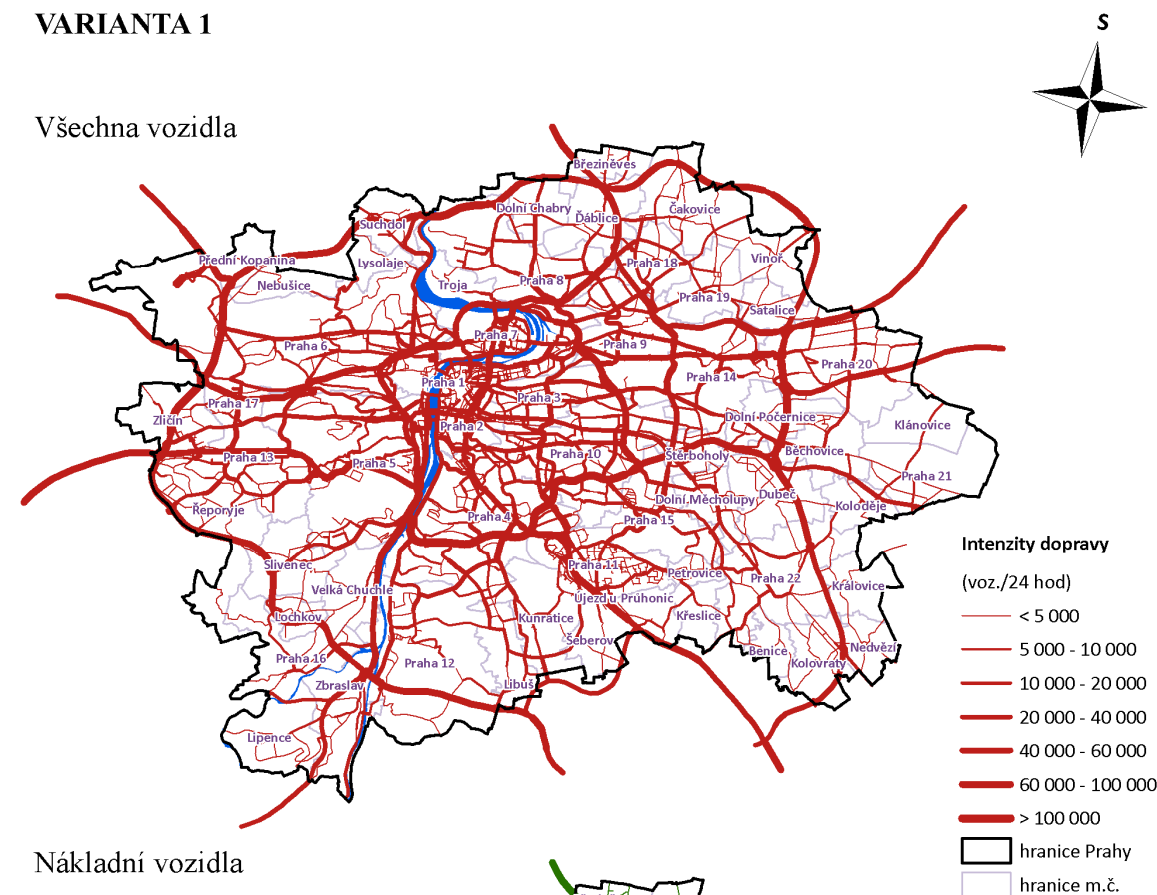 VARIANTA 1
S
Všechna vozidla
Březiněves
Dolní Chabry
Ďáblice
Čakovice
Suchdol
Přední Kopanina
Lysolaje
Praha 18
Vinoř
Nebušice
Troja
Praha 8
Praha 19
Satalice
Praha 7
Praha 6
Praha 9
Praha 20
Praha 14
Praha 1
Praha 3
Praha 17
Zličín
Dolní Počernice
Klánovice
Praha 2
Praha 10
Štěrboholy
Běchovice
Praha 13
Praha 5
Praha 21
Dubeč
Dolní Měcholupy
Koloděje
Řeporyje
Praha 4
Praha 15
Slivenec
Praha 11
Petrovice
Praha 22
Královice
Velká Chuchle
Újezd u Průhonic
Lochkov
Kunratice
Křeslice
Šeberov
Nedvězí
Benice
Praha 16
Praha 12
Kolovraty
Zbraslav
Libuš
Lipence
Intenzity dopravy
(voz./24 hod)
< 5 000
5 000 - 10 000
10 000 - 20 000
20 000 - 40 000
40 000 - 60 000
60 000 - 100 000
> 100 000
hranice Prahy
hranice m.č.
Nákladní vozidla